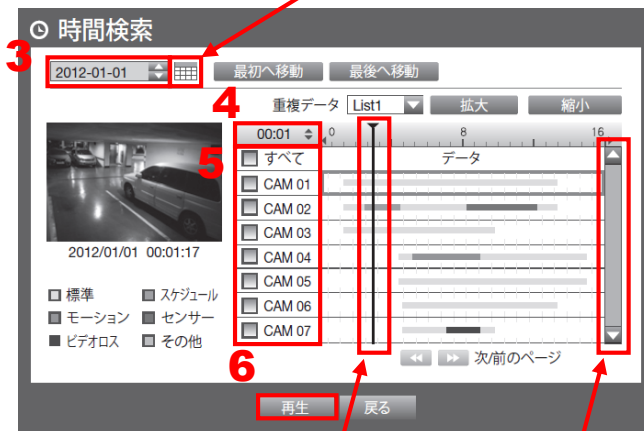 時間検索
3
2012-01-01
最初へ移動
最後へ移動
4
重複データ List1 拡大 縮小
00:01 0 8 16
5
すべて データ
CAM 01
CAM 02
CAM 03
CAM 04
CAM 05
CAM 06
CAM 07
2012/01/01 00:01:17
標準 スケジュール
モーション センサー
ビデオロス その他
次/前のページ
6
再生 戻る